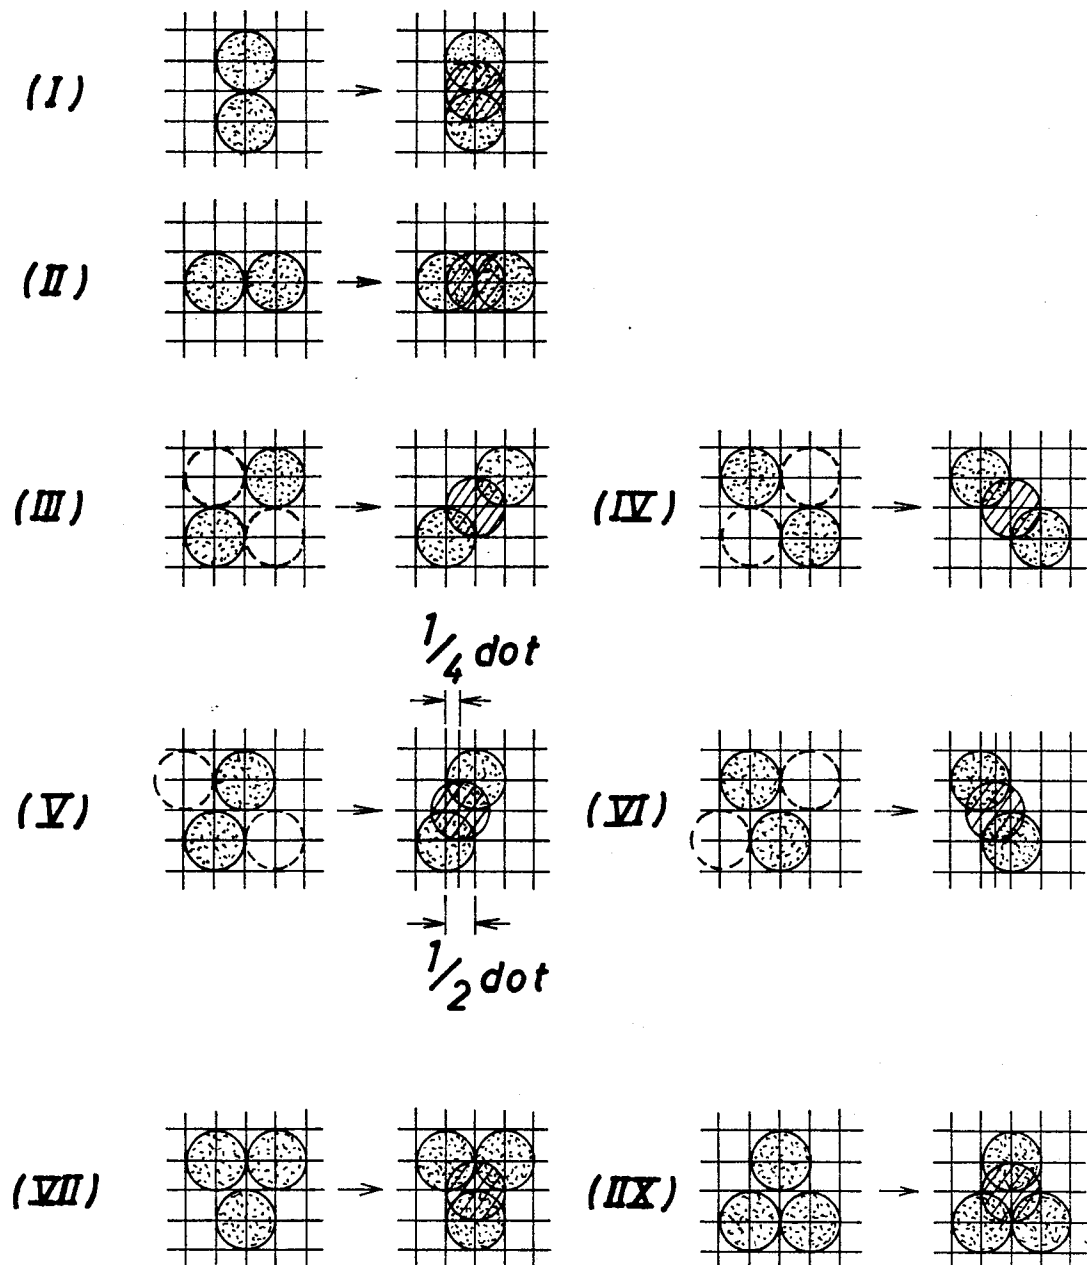 (I)
(II)
(III)
(IV)
1/4 dot
(V)
(VI)
1/2 dot
(VII)
(IIX)